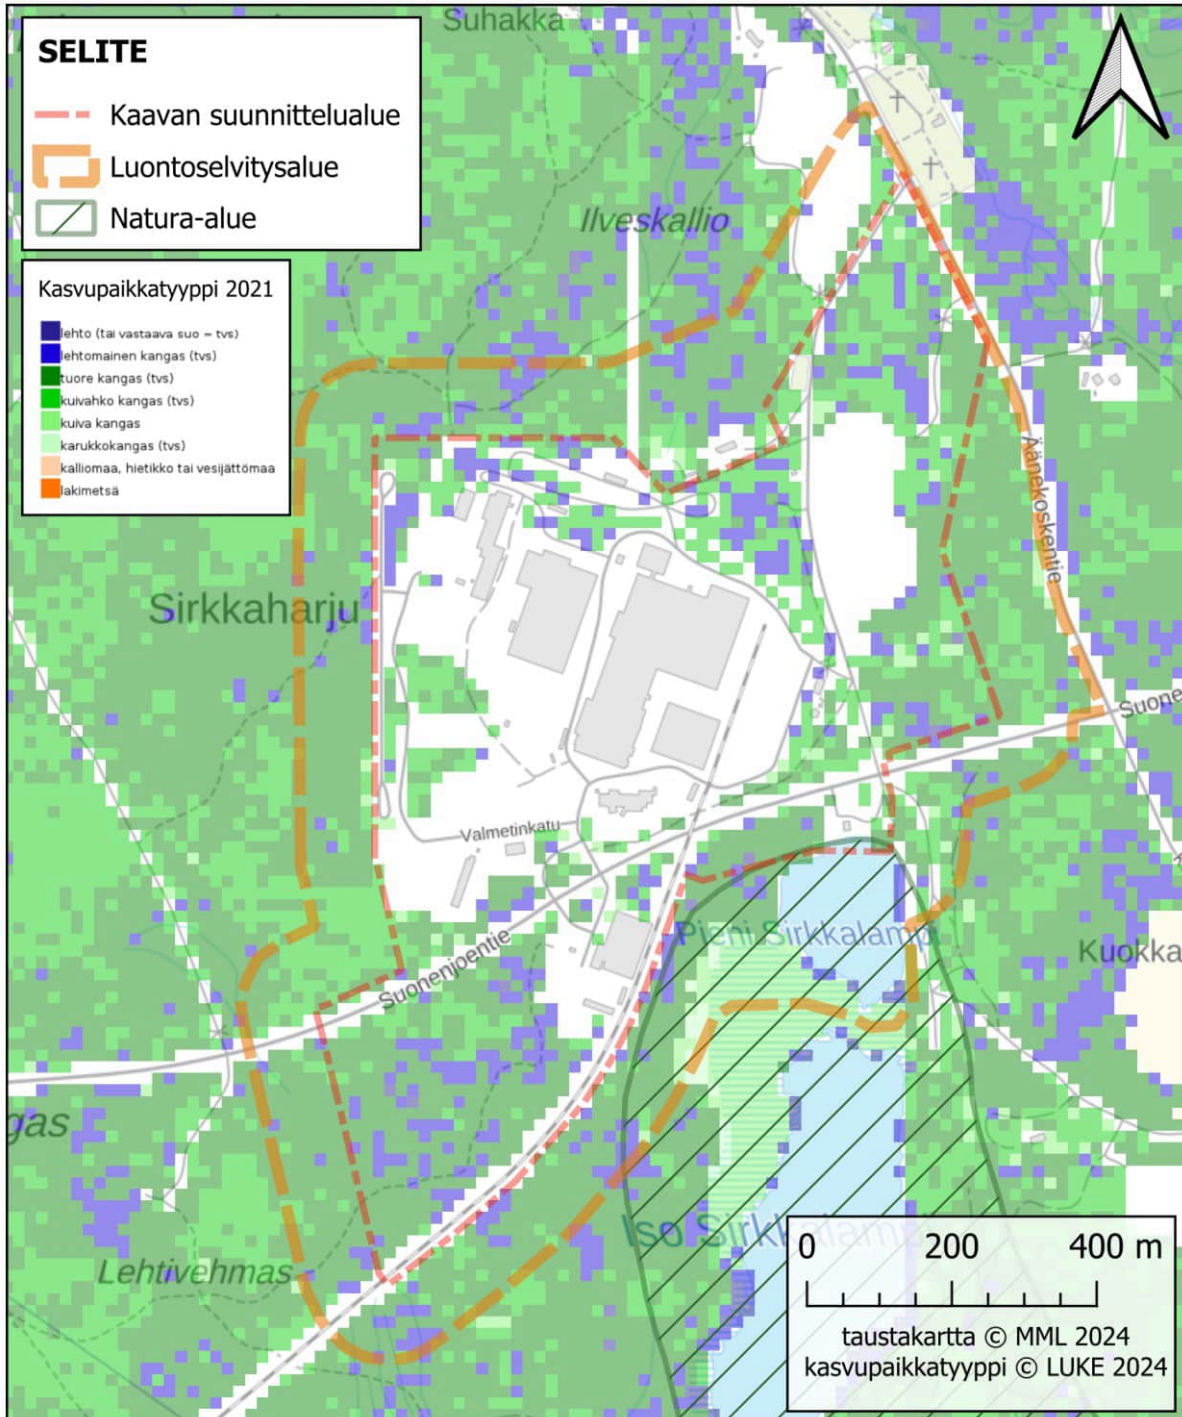 SELITE
Kaavan suunnittelualue
Luontoselvitysalue
Natura-alue
Kasvupaikkatyyppi 2021
lehto (tai vastaava suo – tvs)
lehtomainen kangas (tvs)
tuore kangas (tvs)
kuivahko kangas (tvs)
kuiva kangas
karukkokangas (tvs)
kalliomaa, hietikko tai vesijättömaa
lakimetsä
Suhakka
Ilveskallio
Äänekoskentie
Sirkkaharju
Suone
Valmetinkatu
Suonenjoentie
Pieni Sirkkalampi
Kuokka
gas
Iso Sirkkalampi
Lehtivehmas
0 200 400 m
taustakartta © MML 2024
kasvupaikkatyyppi © LUKE 2024